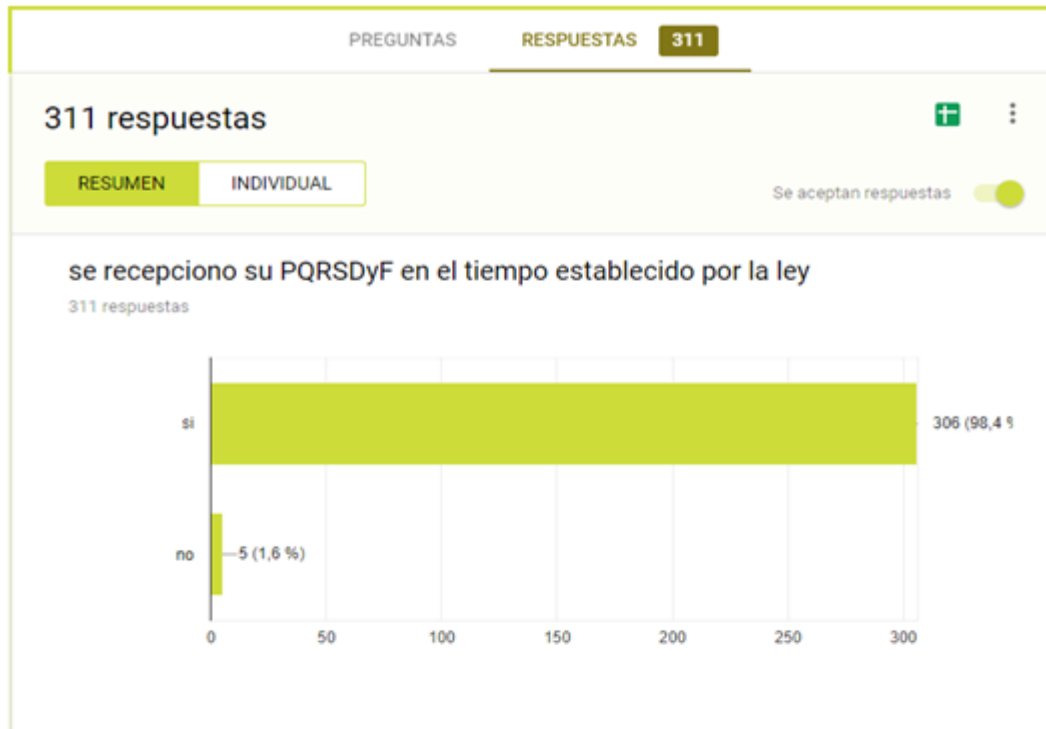 PREGUNTAS RESPUESTAS 311
311 respuestas
RESUMEN INDIVIDUAL
Se aceptan respuestas
se recepciono su PQRSDyF en el tiempo establecido por la ley
311 respuestas
si 306 (98,4 %
no 5 (1,6 %)
0 50 100 150 200 250 300